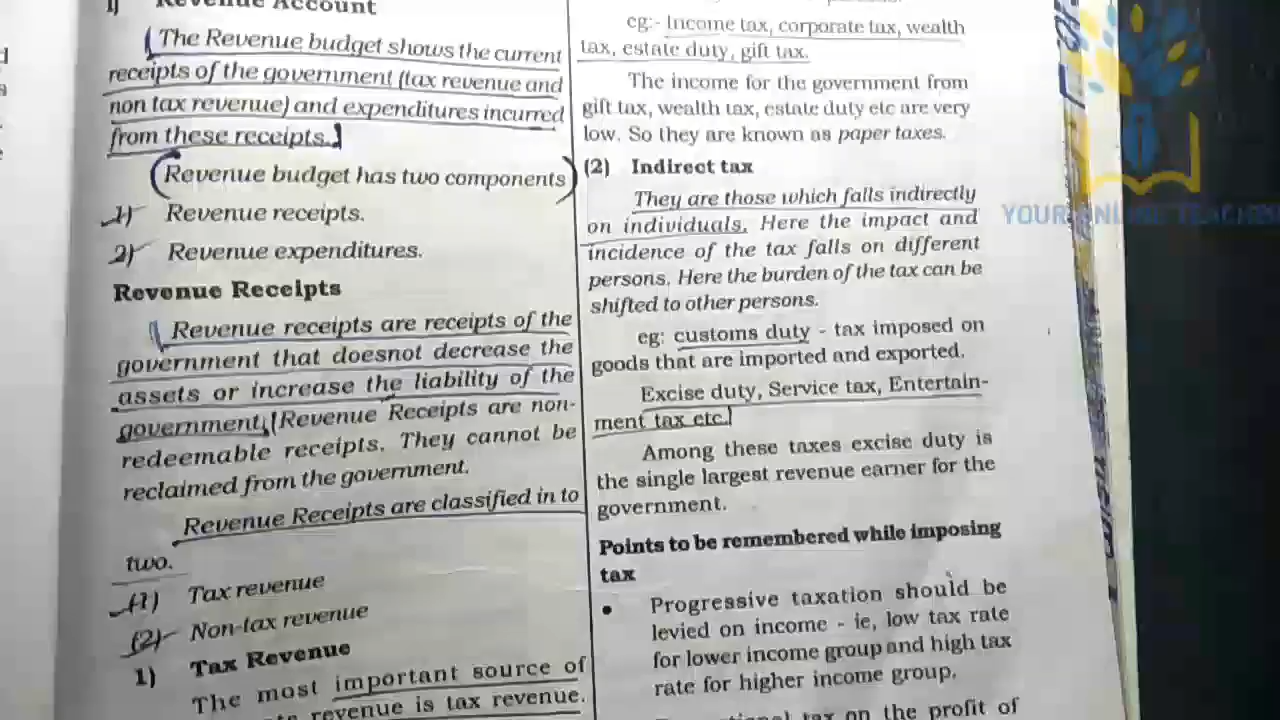 1) Revenue Account
The Revenue budget shows the current
receipts of the government (tax revenue and
non tax revenue) and expenditures incurred
from these receipts.
Revenue budget has two components
1) Revenue receipts.
2) Revenue expenditures.
Revenue Receipts
Revenue receipts are receipts of the
government that doesnot decrease the
assets or increase the liability of the
government. Revenue Receipts are non-
redeemable receipts. They cannot be
reclaimed from the government.
Revenue Receipts are classified in to
two.
(1) Tax revenue
(2) Non-tax revenue
1) Tax Revenue
The most important source of
revenue is tax revenue.
eg:- Income tax, corporate tax, wealth
tax, estate duty, gift tax.
The income for the government from
gift tax, wealth tax, estate duty etc are very
low. So they are known as paper taxes.
(2) Indirect tax
They are those which falls indirectly
on individuals. Here the impact and
incidence of the tax falls on different
persons. Here the burden of the tax can be
shifted to other persons.
eg: customs duty - tax imposed on
goods that are imported and exported.
Excise duty, Service tax, Entertain-
ment tax etc.
Among these taxes excise duty is
the single largest revenue earner for the
government.
Points to be remembered while imposing
tax
• Progressive taxation should be
levied on income - ie, low tax rate
for lower income group and high tax
rate for higher income group.
tax on the profit of
YOUR ONLINE TEACHER